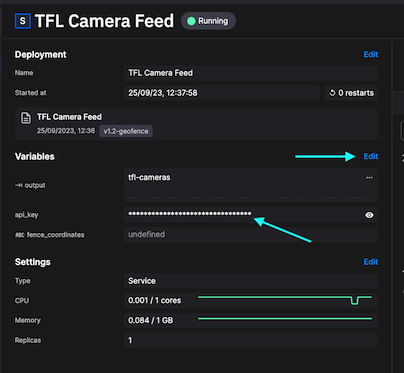 S TFL Camera Feed Running
Deployment Edit
Name TFL Camera Feed
Started at 25/09/23, 12:37:58 0 restarts
TFL Camera Feed
25/09/2023, 12:36 v1.2-geofence
Variables Edit
output tfl-cameras ...
api_key ********************************
ABC fence_coordinates undefined
Settings Edit
Type Service
CPU 0.001 / 1 cores
Memory 0.084 / 1 GB
Replicas 1